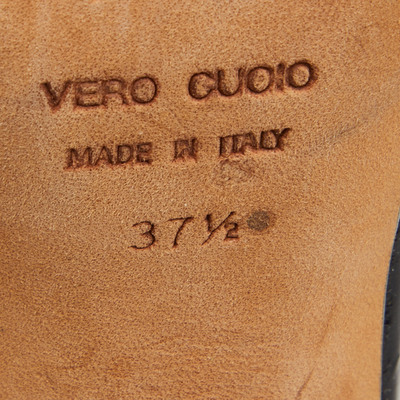 VERO CUOIO
MADE IN ITALY
37½